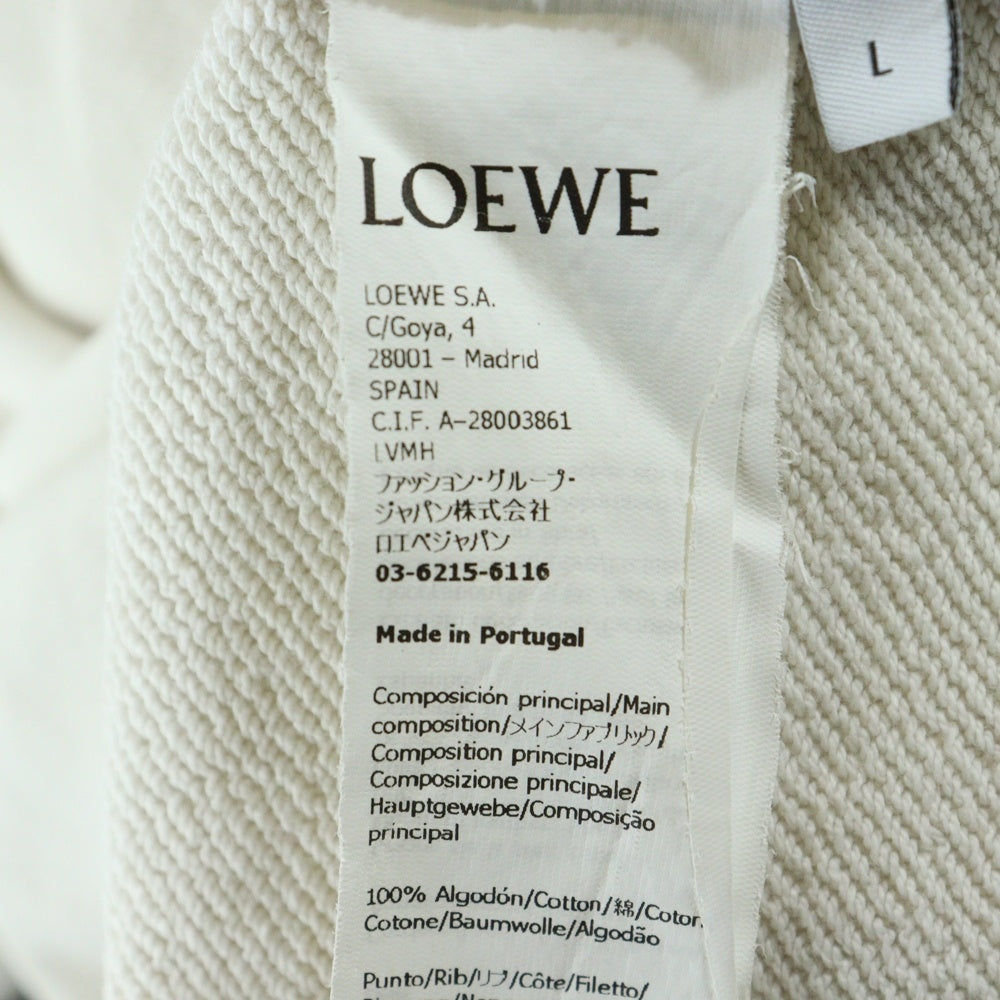 L
LOEWE
LOEWE S.A.
C/Goya, 4
28001 – Madrid
SPAIN
C.I.F. A–28003861
LVMH
ファッション・グループ・
ジャパン株式会社
ロエベジャパン
03-6215-6116
Made in Portugal
Composición principal/Main
composition/メインファブリック/
Composition principal/
Composizione principale/
Hauptgewebe/Composição
principal
100% Algodón/Cotton/綿/Coton
Cotone/Baumwolle/Algodão
Punto/Rib/リブ/Côte/Filetto/